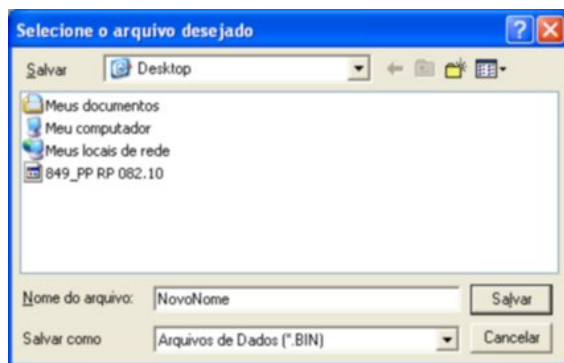 Selecione o arquivo desejado
Salvar Desktop
Meus documentos
Meu computador
Meus locais de rede
849_PP RP 082.10
Nome do arquivo: NovoNome Salvar
Salvar como Arquivos de Dados (*.BIN) Cancelar